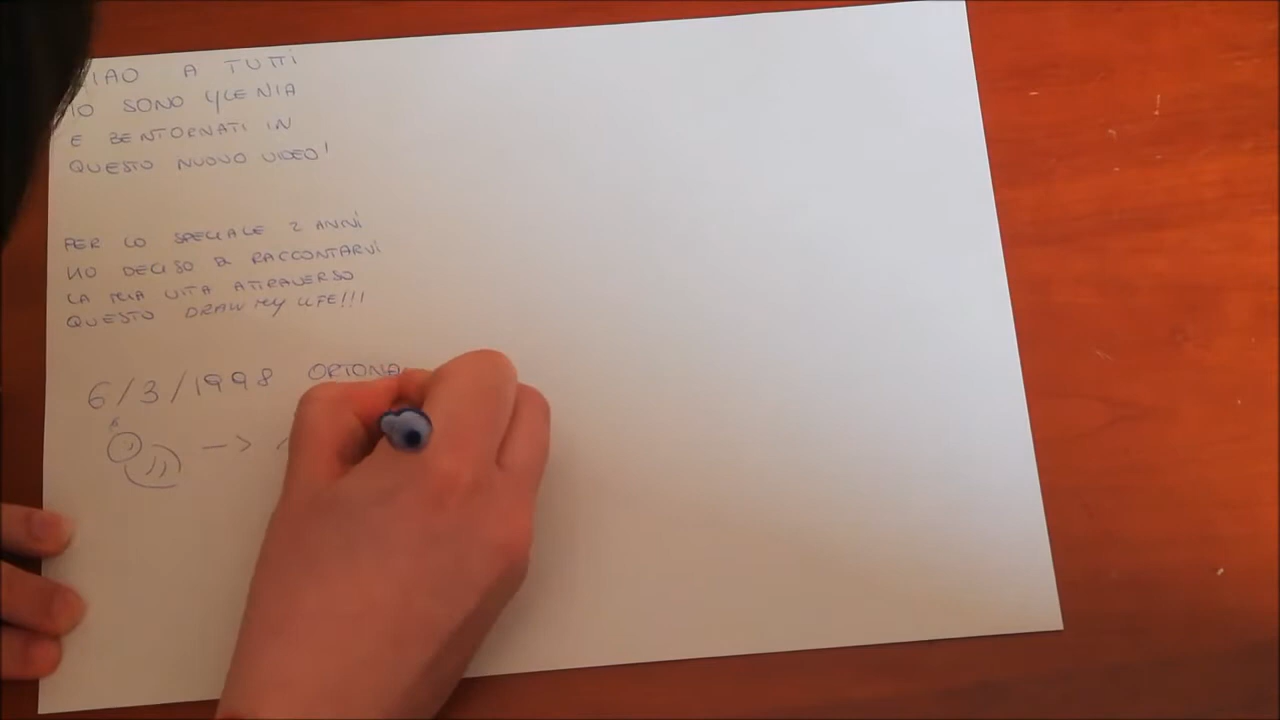 CIAO A TUTTI
IO SONO YLENIA
E BENTORNATI IN
QUESTO NUOVO VIDEO!
PER LO SPECIALE 2 ANNI
HO DECISO DI RACCONTARVI
LA MIA VITA ATTRAVERSO
QUESTO DRAW MY LIFE!!!
6/3/1998 ORTONA